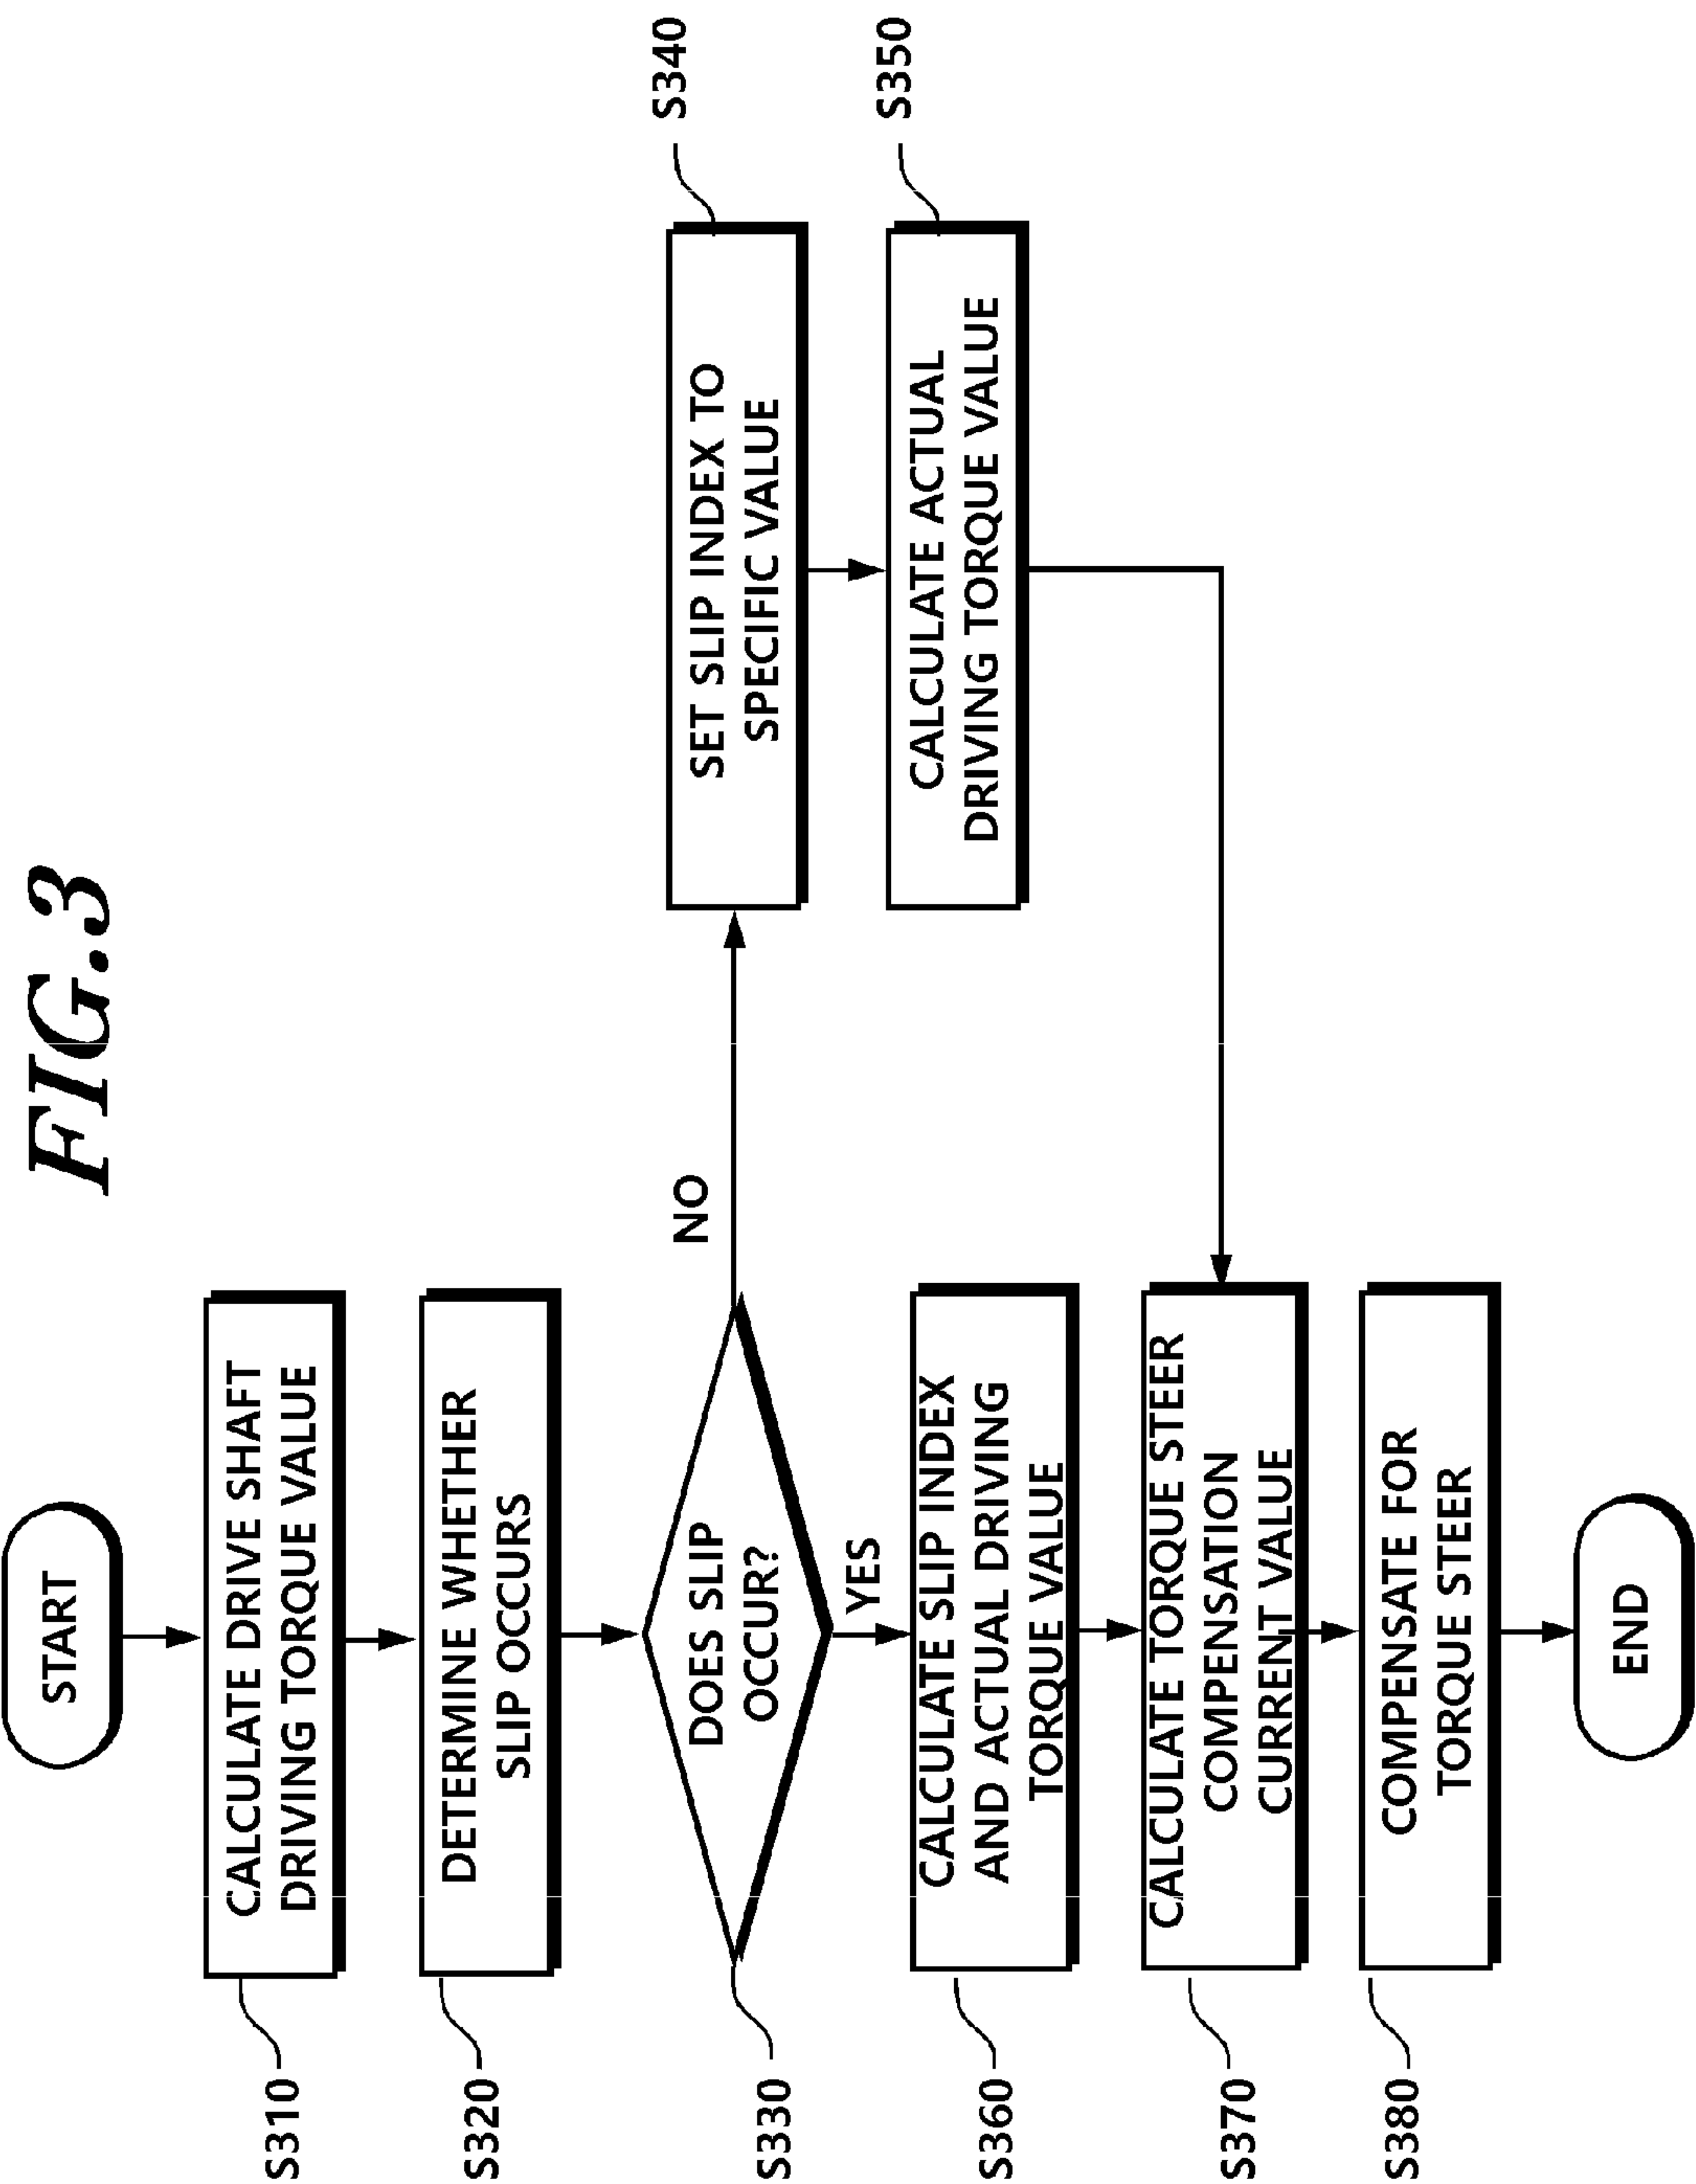 FIG.3
START
S310
CALCULATE DRIVE SHAFT
DRIVING TORQUE VALUE
S320
DETERMINE WHETHER
SLIP OCCURS
S330
DOES SLIP
OCCUR?
NO
YES
S340
SET SLIP INDEX TO
SPECIFIC VALUE
S350
CALCULATE ACTUAL
DRIVING TORQUE VALUE
S360
CALCULATE SLIP INDEX
AND ACTUAL DRIVING
TORQUE VALUE
S370
CALCULATE TORQUE STEER
COMPENSATION
CURRENT VALUE
S380
COMPENSATE FOR
TORQUE STEER
END